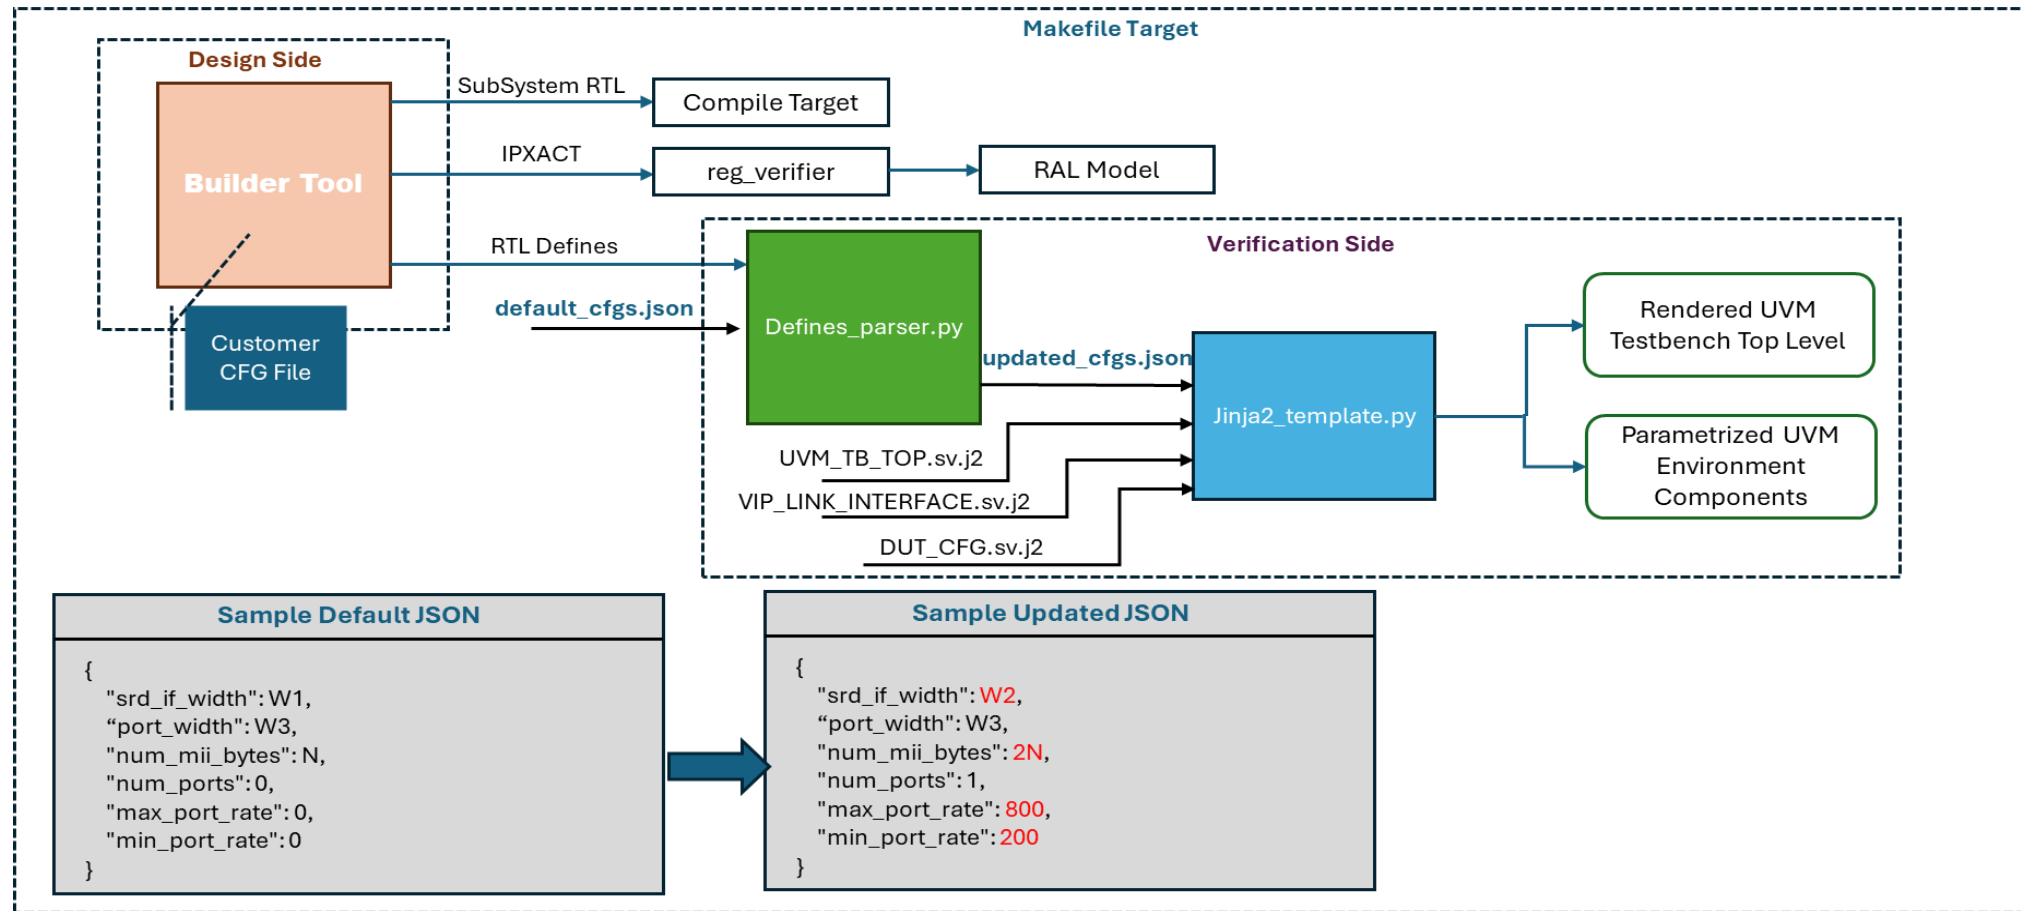 Makefile Target
Design Side
Builder Tool
Customer
CFG File
SubSystem RTL
Compile Target
IPXACT
reg_verifier
RAL Model
RTL Defines
default_cfgs.json
Verification Side
Defines_parser.py
updated_cfgs.json
UVM_TB_TOP.sv.j2
VIP_LINK_INTERFACE.sv.j2
DUT_CFG.sv.j2
Jinja2_template.py
Rendered UVM
Testbench Top Level
Parametrized UVM
Environment
Components
Sample Default JSON
{
"srd_if_width": W1,
“port_width": W3,
"num_mii_bytes": N,
"num_ports": 0,
"max_port_rate": 0,
"min_port_rate": 0
}
Sample Updated JSON
{
"srd_if_width": W2,
“port_width": W3,
"num_mii_bytes": 2N,
"num_ports": 1,
"max_port_rate": 800,
"min_port_rate": 200
}